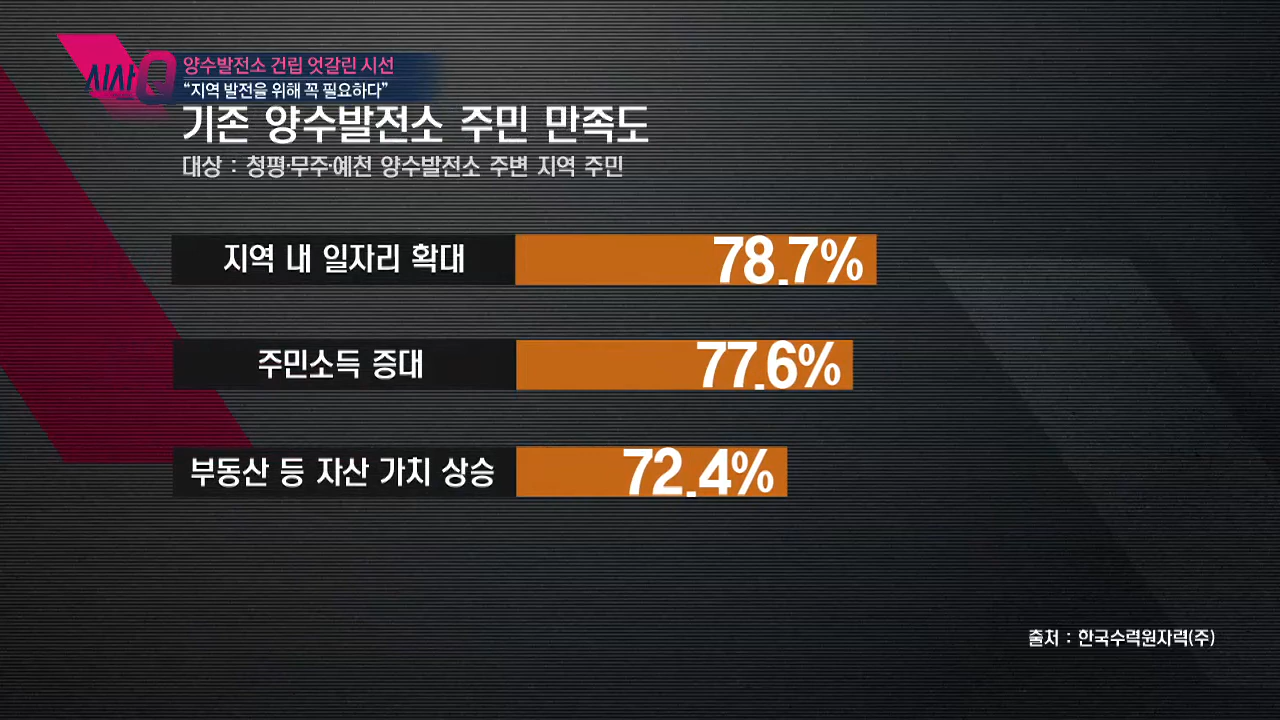 시사Q
양수발전소 건립 엇갈린 시선
“지역 발전을 위해 꼭 필요하다”
기존 양수발전소 주민 만족도
대상 : 청평·무주·예천 양수발전소 주변 지역 주민
지역 내 일자리 확대 78.7%
주민소득 증대 77.6%
부동산 등 자산 가치 상승 72.4%
출처 : 한국수력원자력(주)